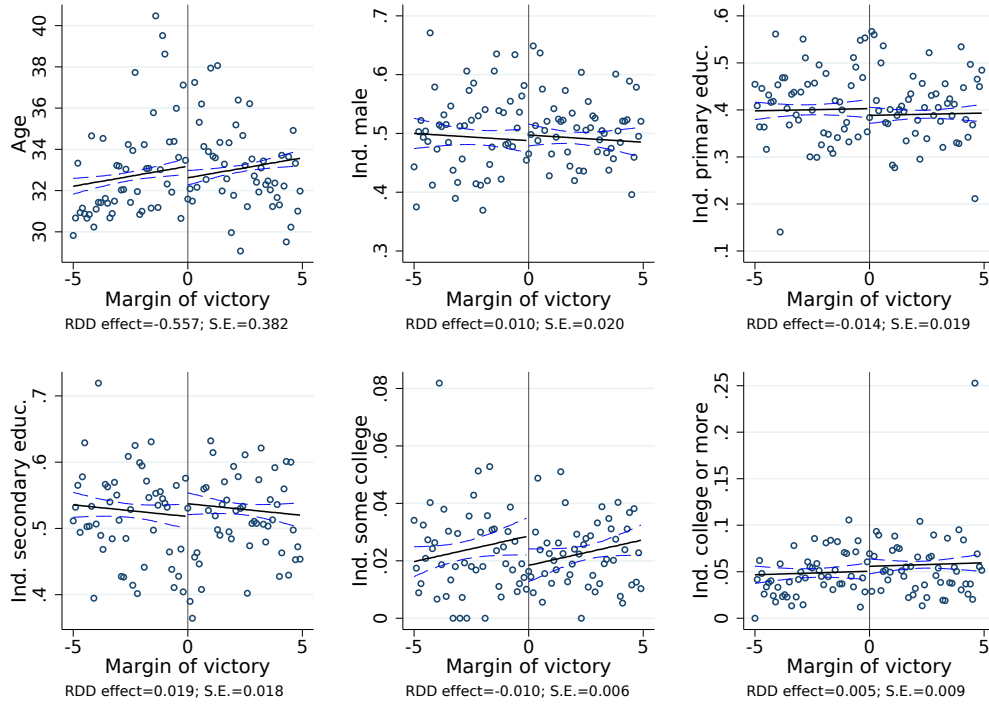 Age
40
38
36
34
33
32
30
-5
0
5
Margin of victory
RDD effect=-0.557; S.E.=0.382
Ind. male
.7
.6
.5
.4
.3
-5
0
5
Margin of victory
RDD effect=0.010; S.E.=0.020
Ind. primary educ.
.6
.5
.4
.3
.2
.1
-5
0
5
Margin of victory
RDD effect=-0.014; S.E.=0.019
Ind. secondary educ.
.7
.6
.5
.4
-5
0
5
Margin of victory
RDD effect=0.019; S.E.=0.018
Ind. some college
.08
.06
.04
.02
0
-5
0
5
Margin of victory
RDD effect=-0.010; S.E.=0.006
Ind. college or more
.25
.2
.15
.1
.05
0
-5
0
5
Margin of victory
RDD effect=0.005; S.E.=0.009